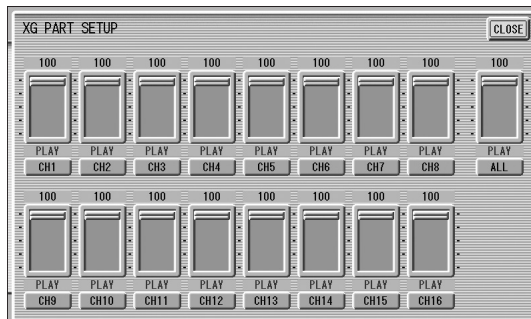 XG PART SETUP CLOSE
100 100 100 100 100 100 100 100 100
PLAY PLAY PLAY PLAY PLAY PLAY PLAY PLAY PLAY
CH1 CH2 CH3 CH4 CH5 CH6 CH7 CH8 ALL
100 100 100 100 100 100 100 100
PLAY PLAY PLAY PLAY PLAY PLAY PLAY PLAY
CH9 CH10 CH11 CH12 CH13 CH14 CH15 CH16